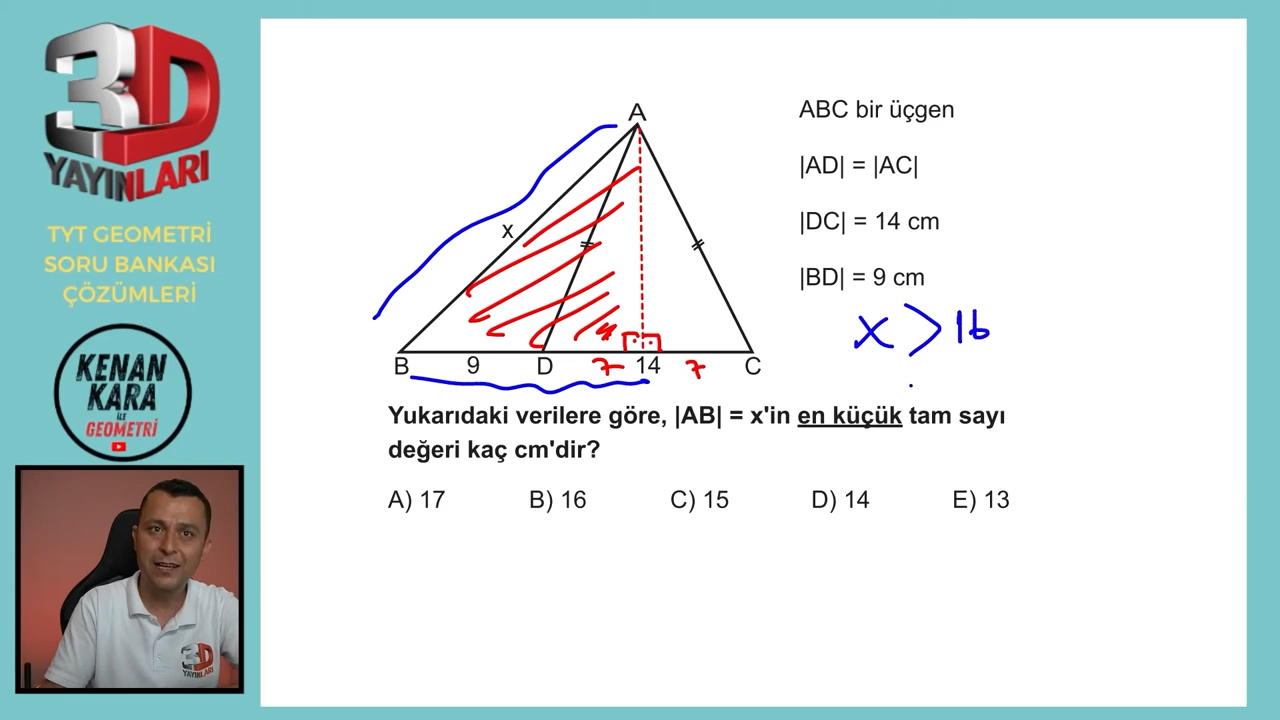 3D
YAYINLARI
TYT GEOMETRİ
SORU BANKASI
ÇÖZÜMLERİ
KENAN
KARA
İLE
GEOMETRİ
3D
YAYINLARI
A
x
B 9 D 7 14 7 C
ABC bir üçgen
|AD| = |AC|
|DC| = 14 cm
|BD| = 9 cm
x > 16
Yukarıdaki verilere göre, |AB| = x'in en küçük tam sayı
değeri kaç cm'dir?
A) 17 B) 16 C) 15 D) 14 E) 13